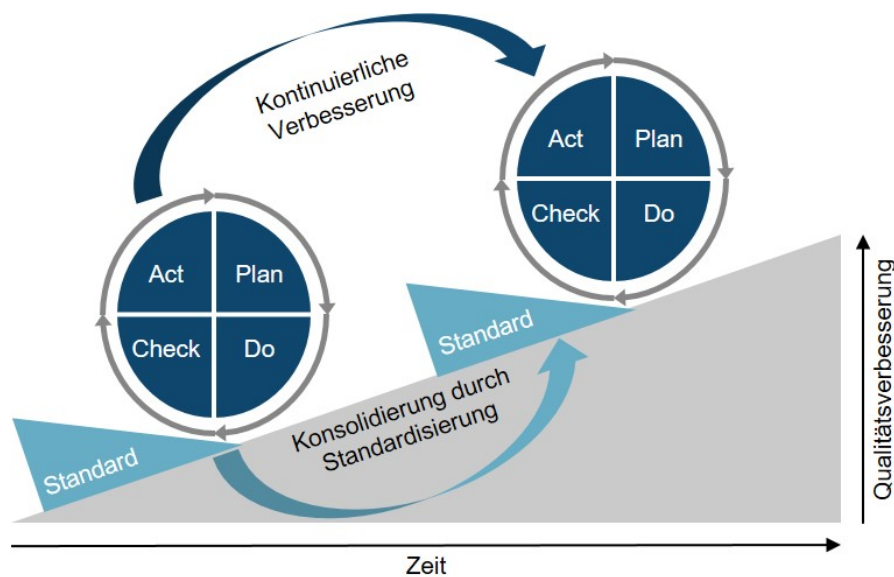 Kontinuierliche
Verbesserung
Act
Plan
Check
Do
Act
Plan
Check
Do
Standard
Standard
Konsolidierung durch
Standardisierung
Qualitätsverbesserung
Zeit